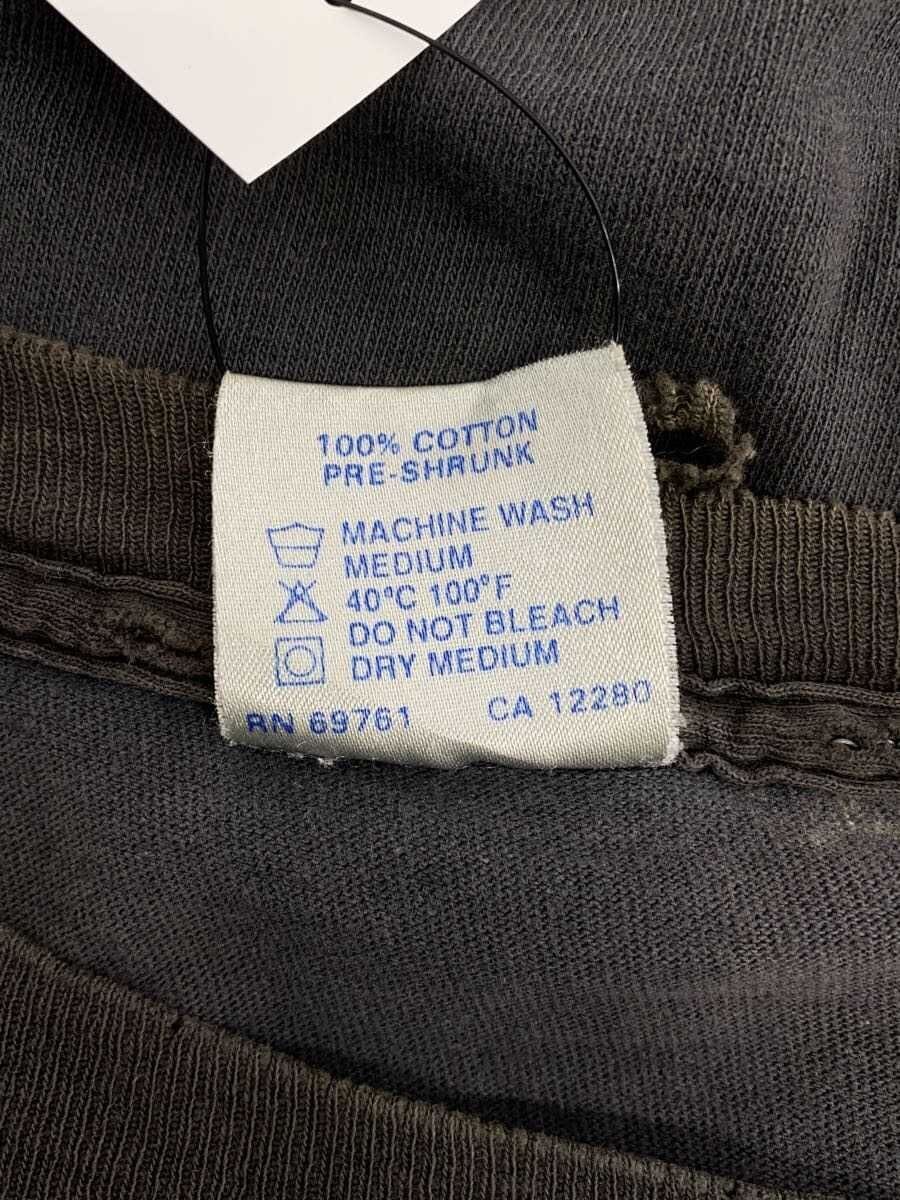 100% COTTON
PRE-SHRUNK
MACHINE WASH
MEDIUM
40°C 100°F
DO NOT BLEACH
DRY MEDIUM
RN 69761 CA 12280